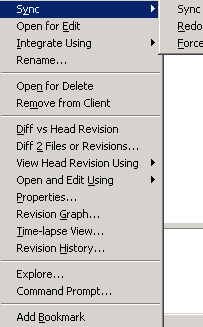 Sync
Open for Edit
Integrate Using
Rename...
Open for Delete
Remove from Client
Diff vs Head Revision
Diff 2 Files or Revisions...
View Head Revision Using
Open and Edit Using
Properties...
Revision Graph...
Time-lapse View...
Revision History...
Explore...
Command Prompt...
Add Bookmark
Sync
Redo
Force